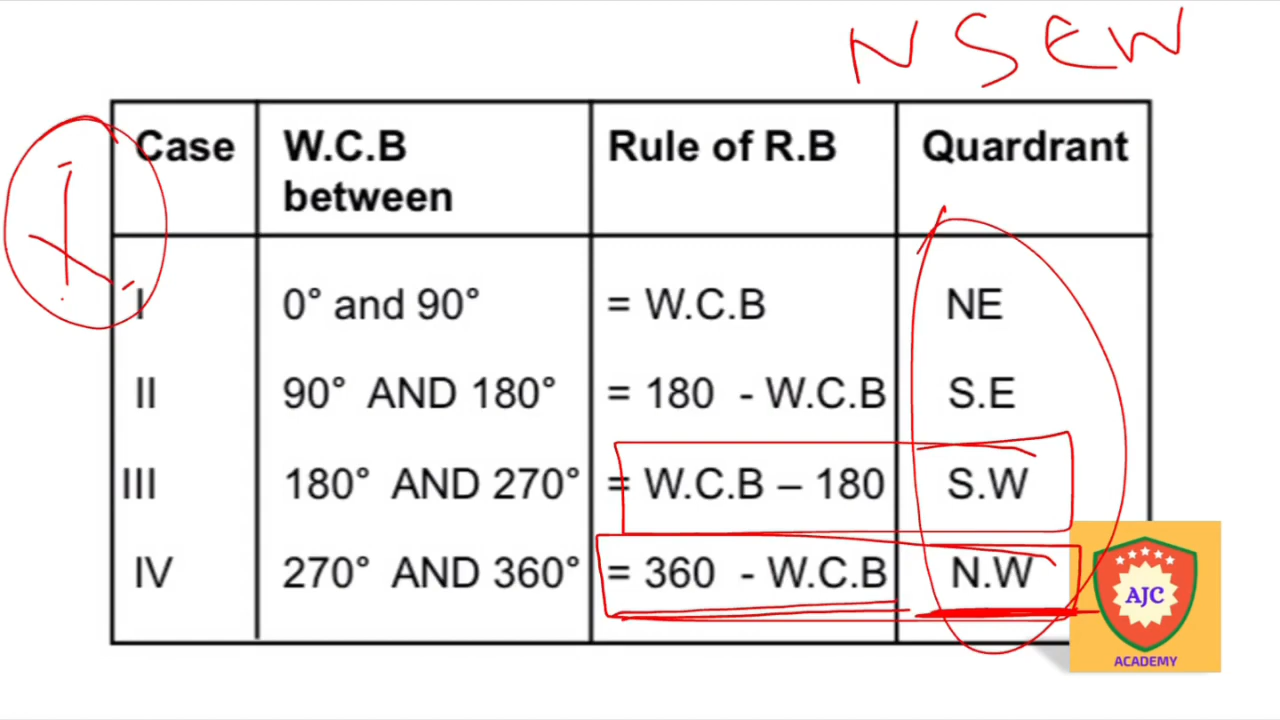 N S E W
Case W.C.B between Rule of R.B Quardrant
I 0° and 90° = W.C.B NE
II 90° AND 180° = 180 - W.C.B S.E
III 180° AND 270° = W.C.B – 180 S.W
IV 270° AND 360° = 360 - W.C.B N.W
AJC
ACADEMY